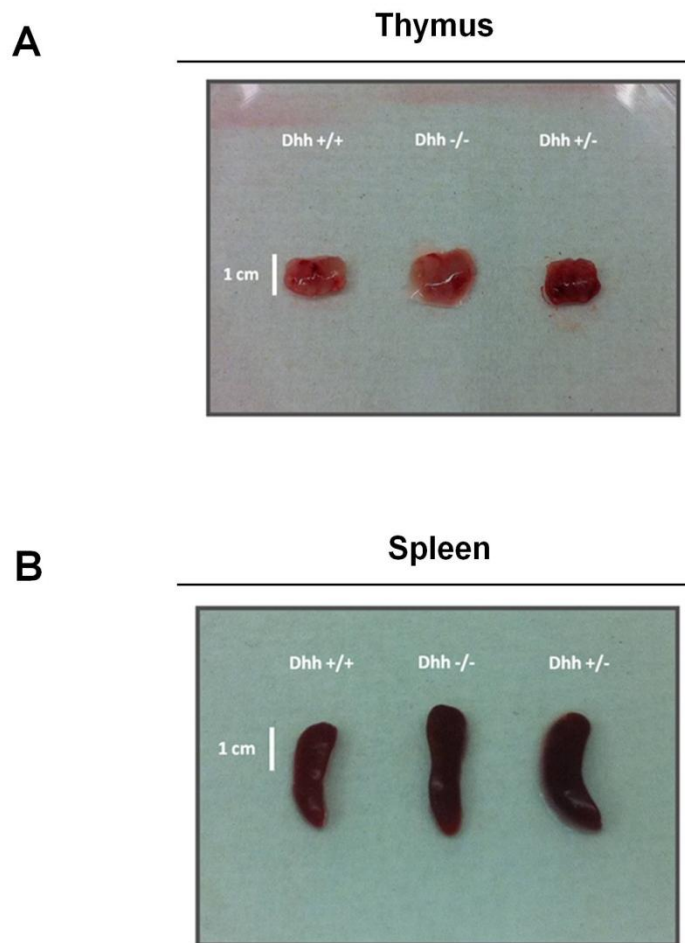 A
Thymus
Dhh +/+ Dhh -/- Dhh +/-
1 cm
B
Spleen
Dhh +/+ Dhh -/- Dhh +/-
1 cm